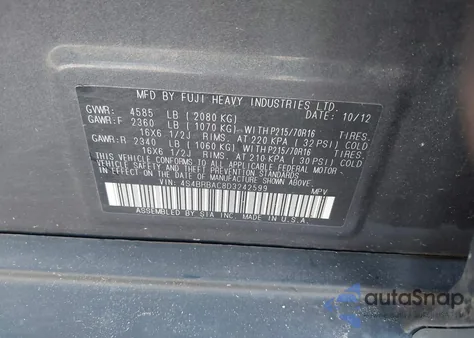 MFD BY FUJI HEAVY INDUSTRIES LTD. DATE: 10/12
GVWR: 4585 LB (2080 KG)
GAWR:F 2360 LB (1070 KG) WITH P215/70R16 TIRES.
16X6 1/2J RIMS. AT 220 KPA (32 PSI) COLD
GAWR:R 2340 LB (1060 KG) WITH P215/70R16 TIRES.
16X6 1/2J RIMS. AT 210 KPA (30 PSI) COLD
THIS VEHICLE CONFORMS TO ALL APPLICABLE FEDERAL MOTOR
VEHICLE SAFETY AND THEFT PREVENTION STANDARDS IN EFFECT
ON THE DATE OF MANUFACTURE SHOWN ABOVE.
VIN: 4S4BRBAC8D3242599 MPV
ASSEMBLED BY SIA INC. MADE IN U.S.A.
autoSnap